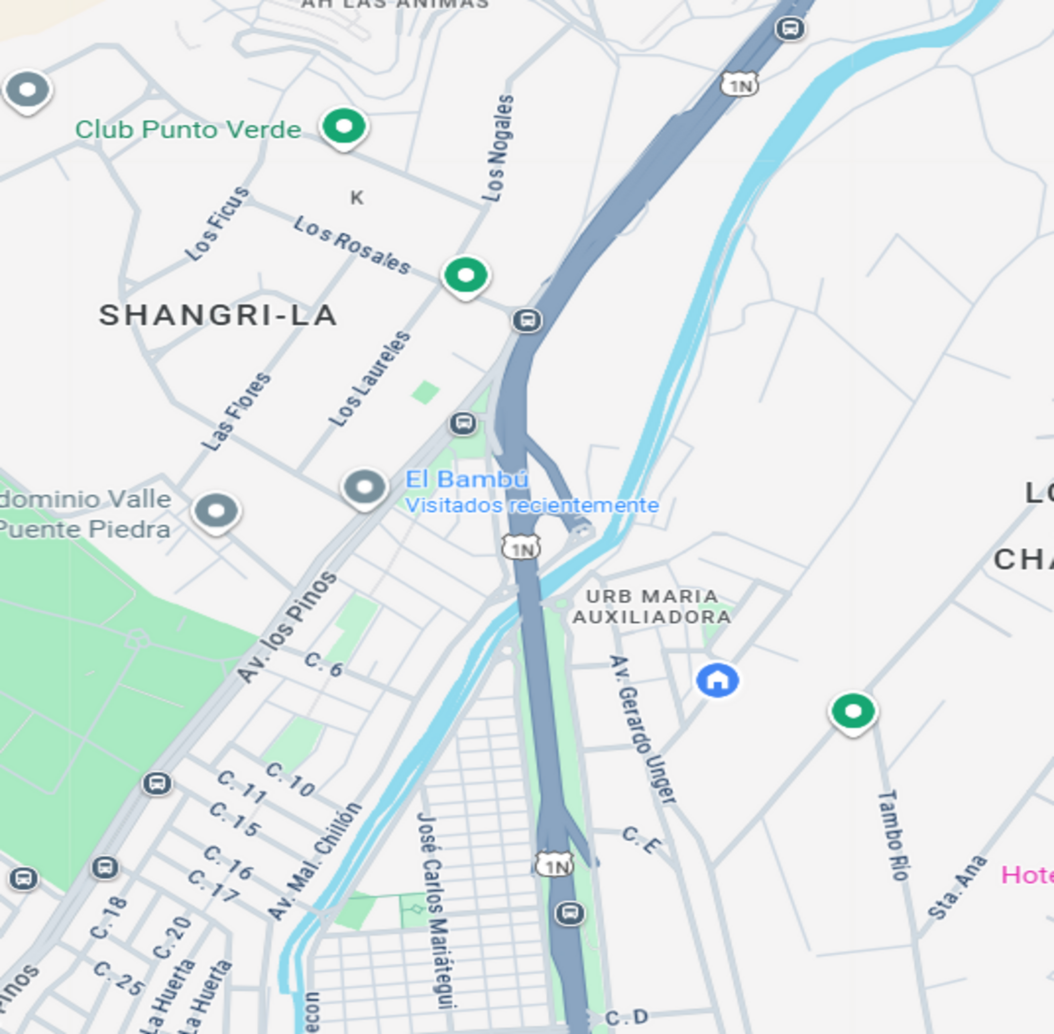 AH LAS ANIMAS
1N
Club Punto Verde
Los Nogales
K
Los Ficus
Los Rosales
SHANGRI-LA
Los Laureles
Las Flores
El Bambú
Visitados recientemente
dominio Valle
Puente Piedra
LO
1N
CHA
URB MARIA
AUXILIADORA
Av. los Pinos
C. 6
Av. Gerardo Unger
C. 10
C. 11
C. 15
Av. Mal. Chillón
José Carlos Mariátegui
C. E
Tambo Río
C. 16
C. 17
1N
Sta. Ana
Hote
C. 18
C. 20
C. 25
La Huerta
La Huerta
Pinos
econ
C. D